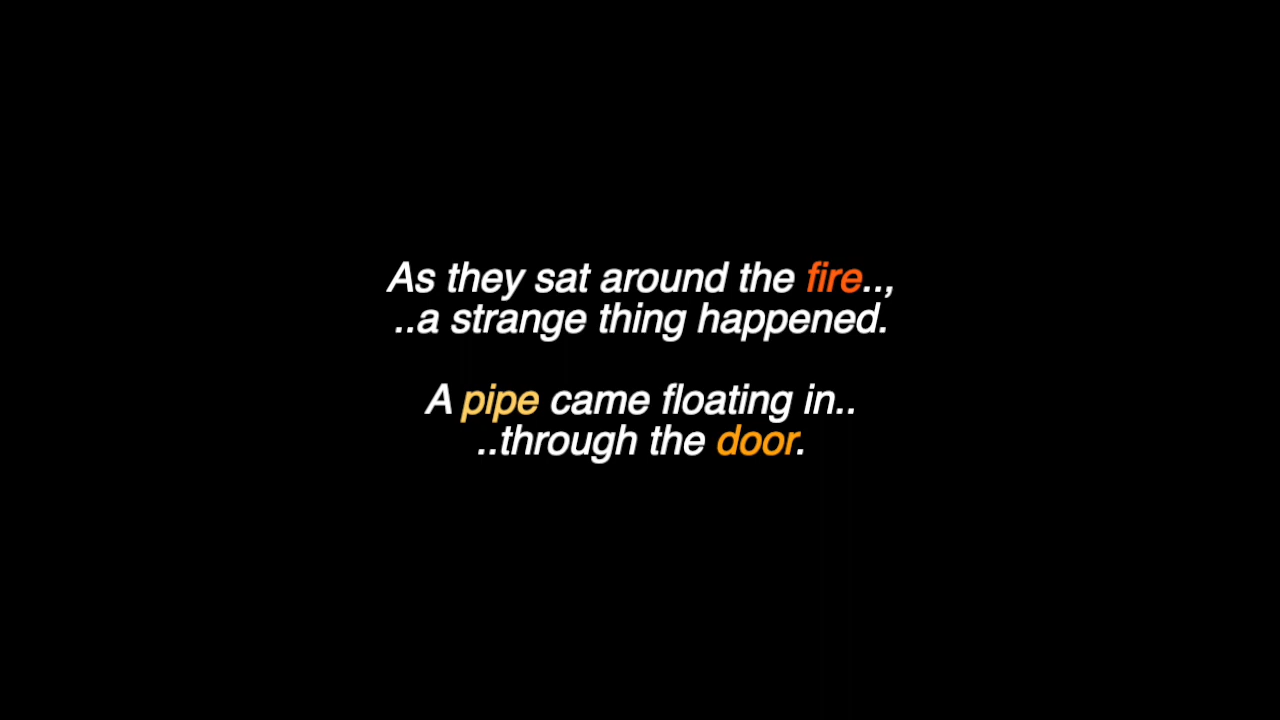 As they sat around the fire..,
..a strange thing happened.
A pipe came floating in..
..through the door.